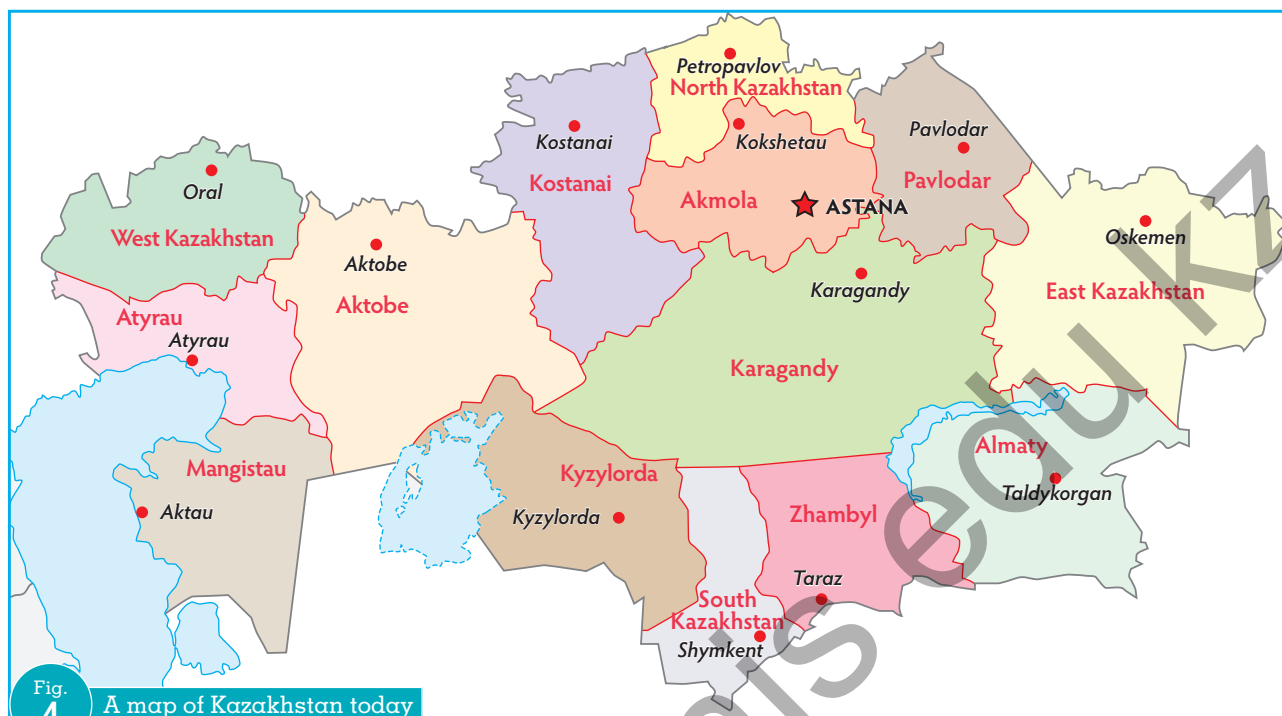 Petropavlov
North Kazakhstan
Kostanai
Kokshetau
Pavlodar
Oral
Kostanai
Akmola
Pavlodar
ASTANA
West Kazakhstan
Aktobe
Oskemen
Karagandy
East Kazakhstan
Atyrau
Aktobe
Atyrau
Karagandy
Almaty
Mangistau
Kyzylorda
Taldykorgan
Aktau
Kyzylorda
Zhambyl
Taraz
South
Kazakhstan
Shymkent
Fig.
4
A map of Kazakhstan today
edu kz